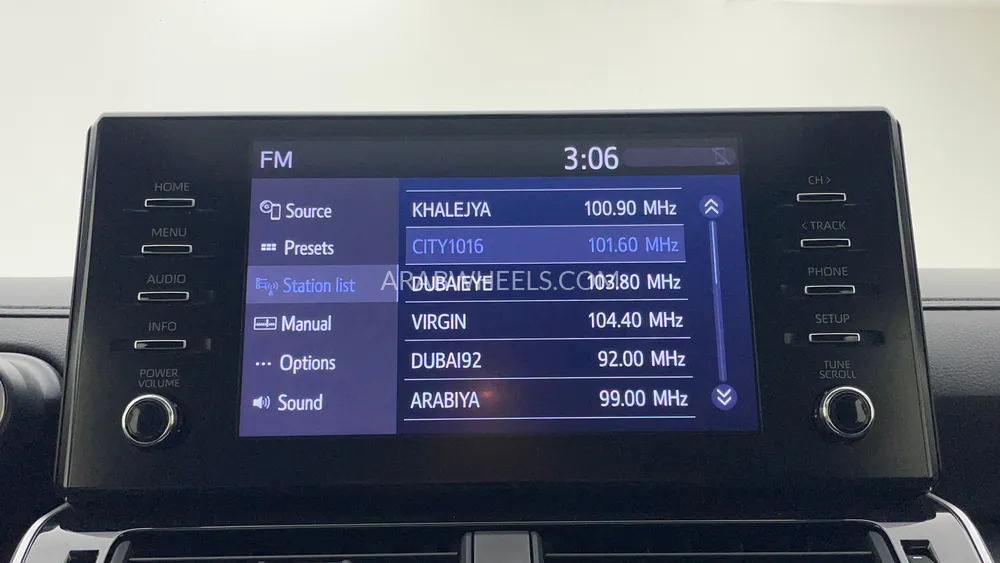 FM 3:06
HOME
MENU
AUDIO
INFO
POWER
VOLUME
Source
Presets
Station list
Manual
Options
Sound
KHALEJYA 100.90 MHz
CITY1016 101.60 MHz
DUBAIEYE 103.80 MHz
VIRGIN 104.40 MHz
DUBAI92 92.00 MHz
ARABIYA 99.00 MHz
ARABWHEELS.COM
CH >
< TRACK
PHONE
SETUP
TUNE
SCROLL